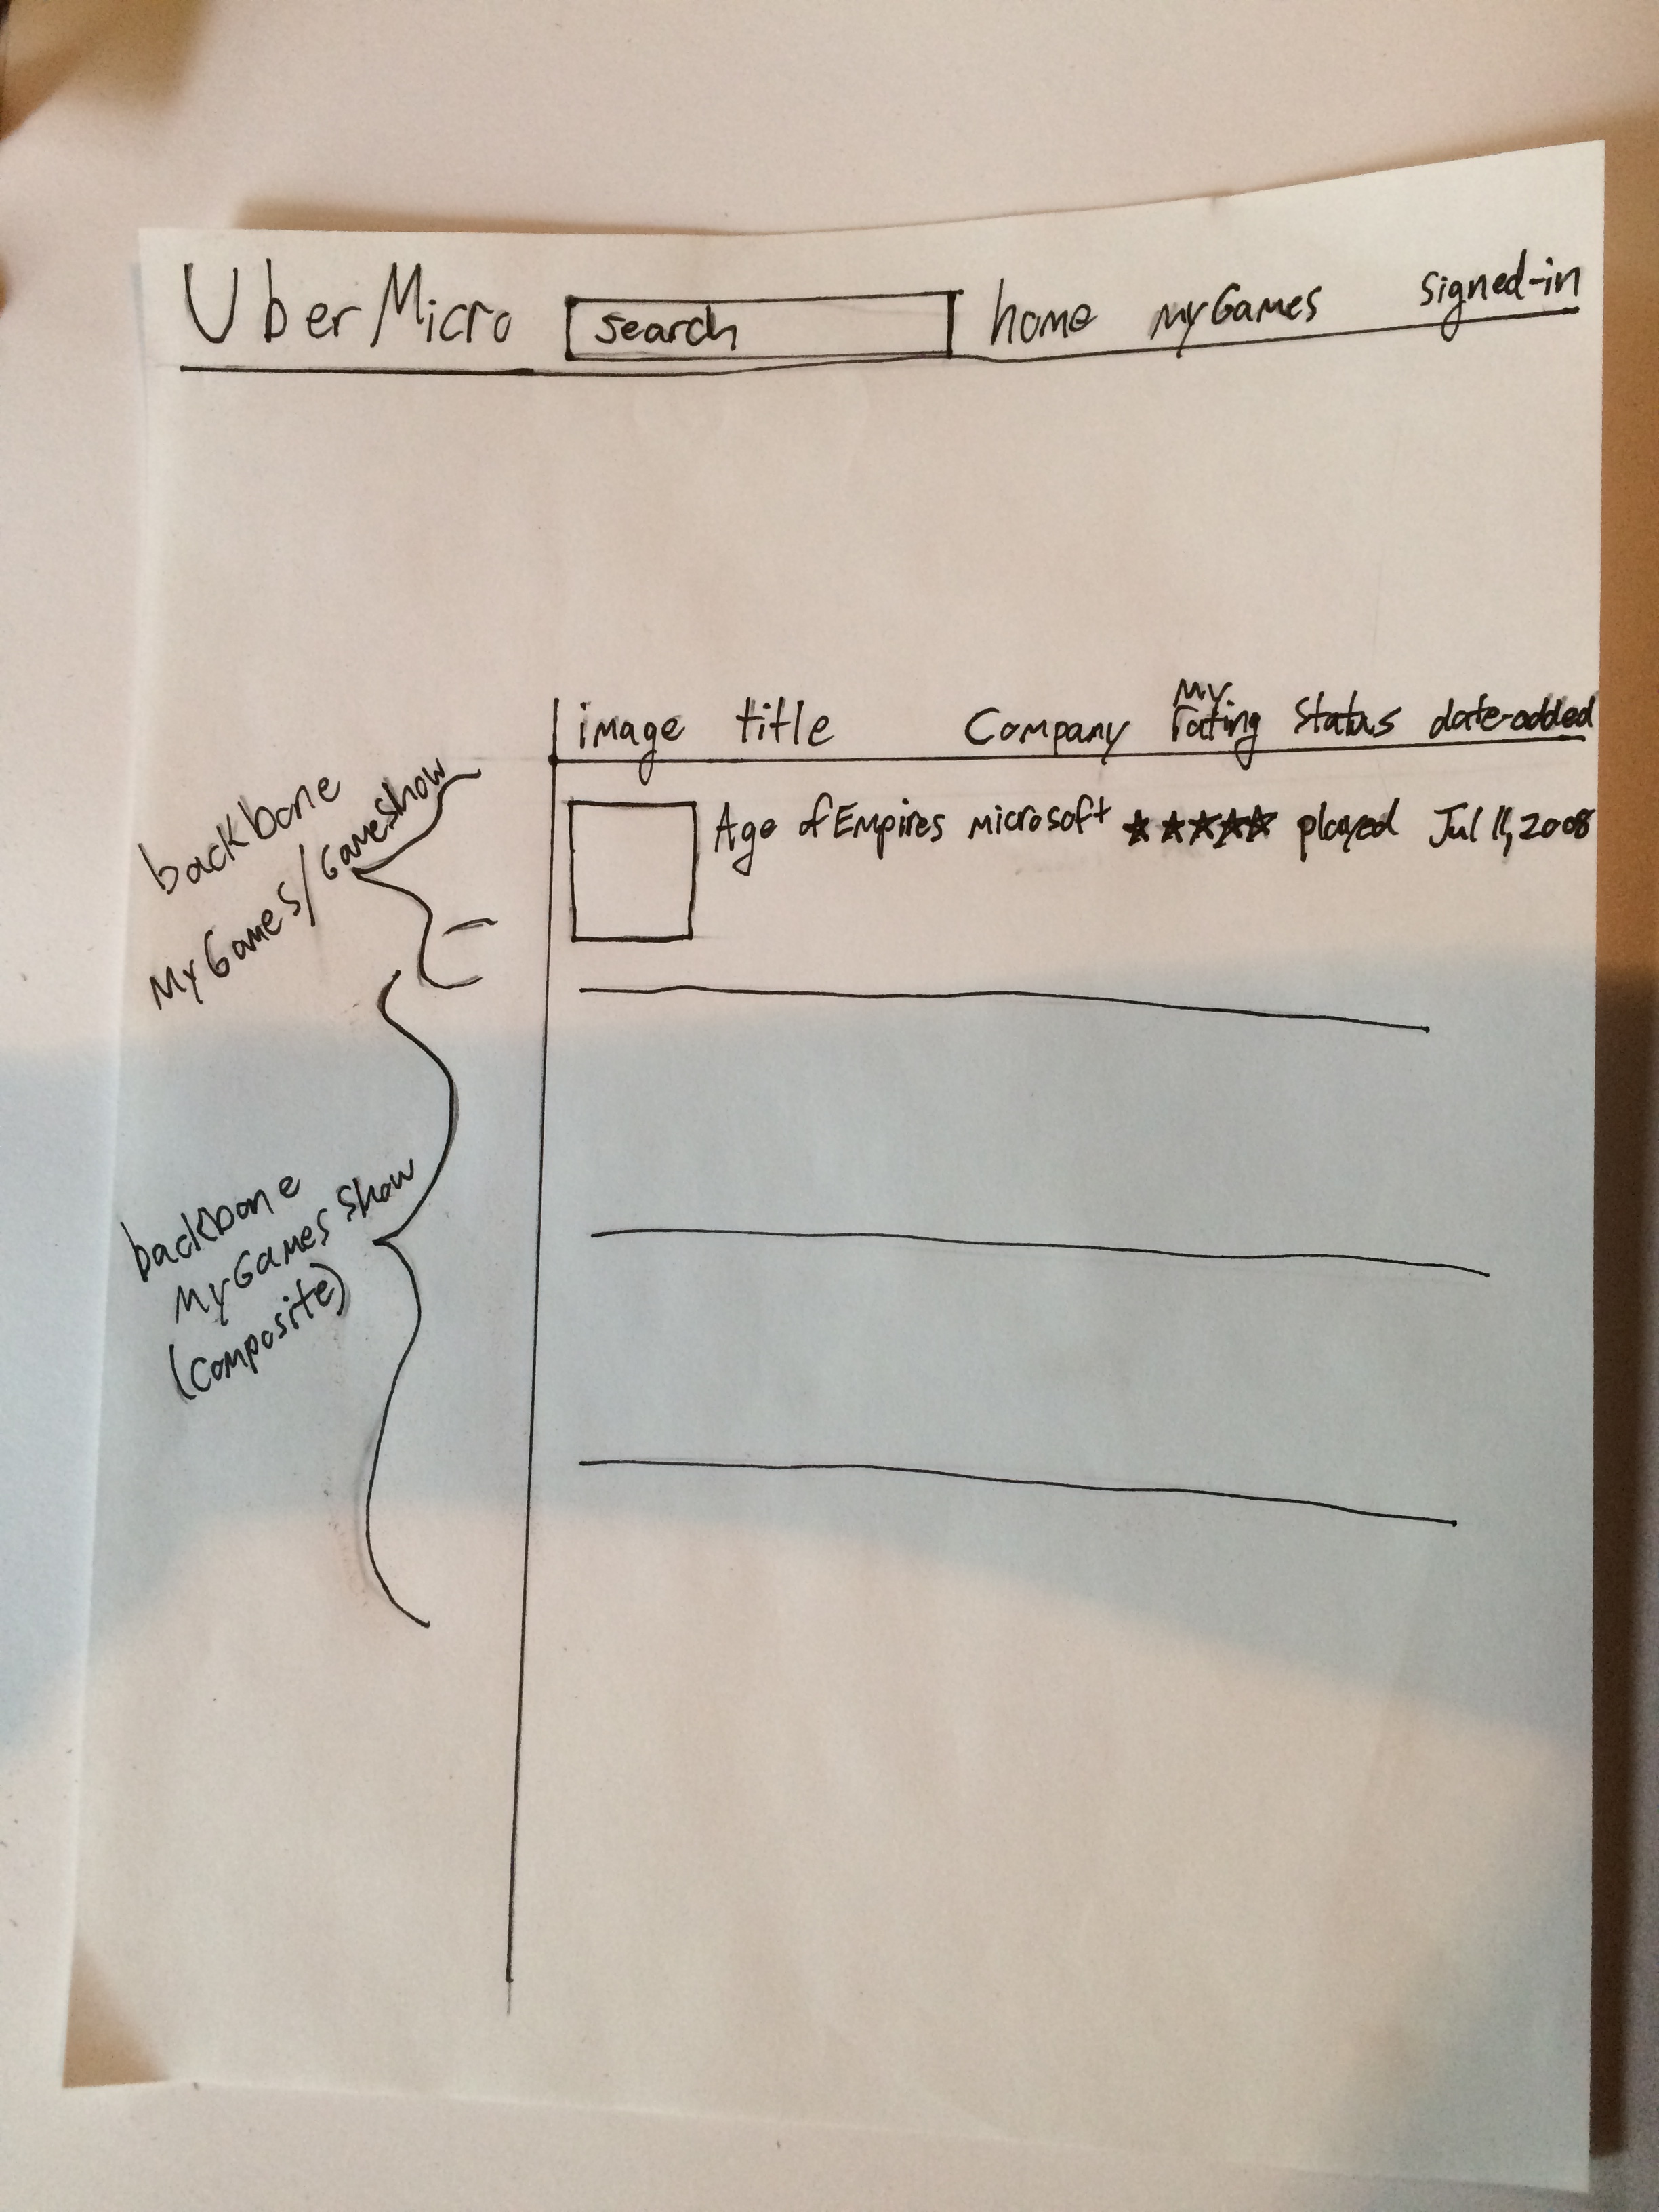 UberMicro search home myGames signed-in
image title Company My rating Status date-added
Age of Empires microsoft ★★★★★ played Jul 11, 2008
backbone
MyGames/Gameshow
backbone
MyGames Show
(Composite)